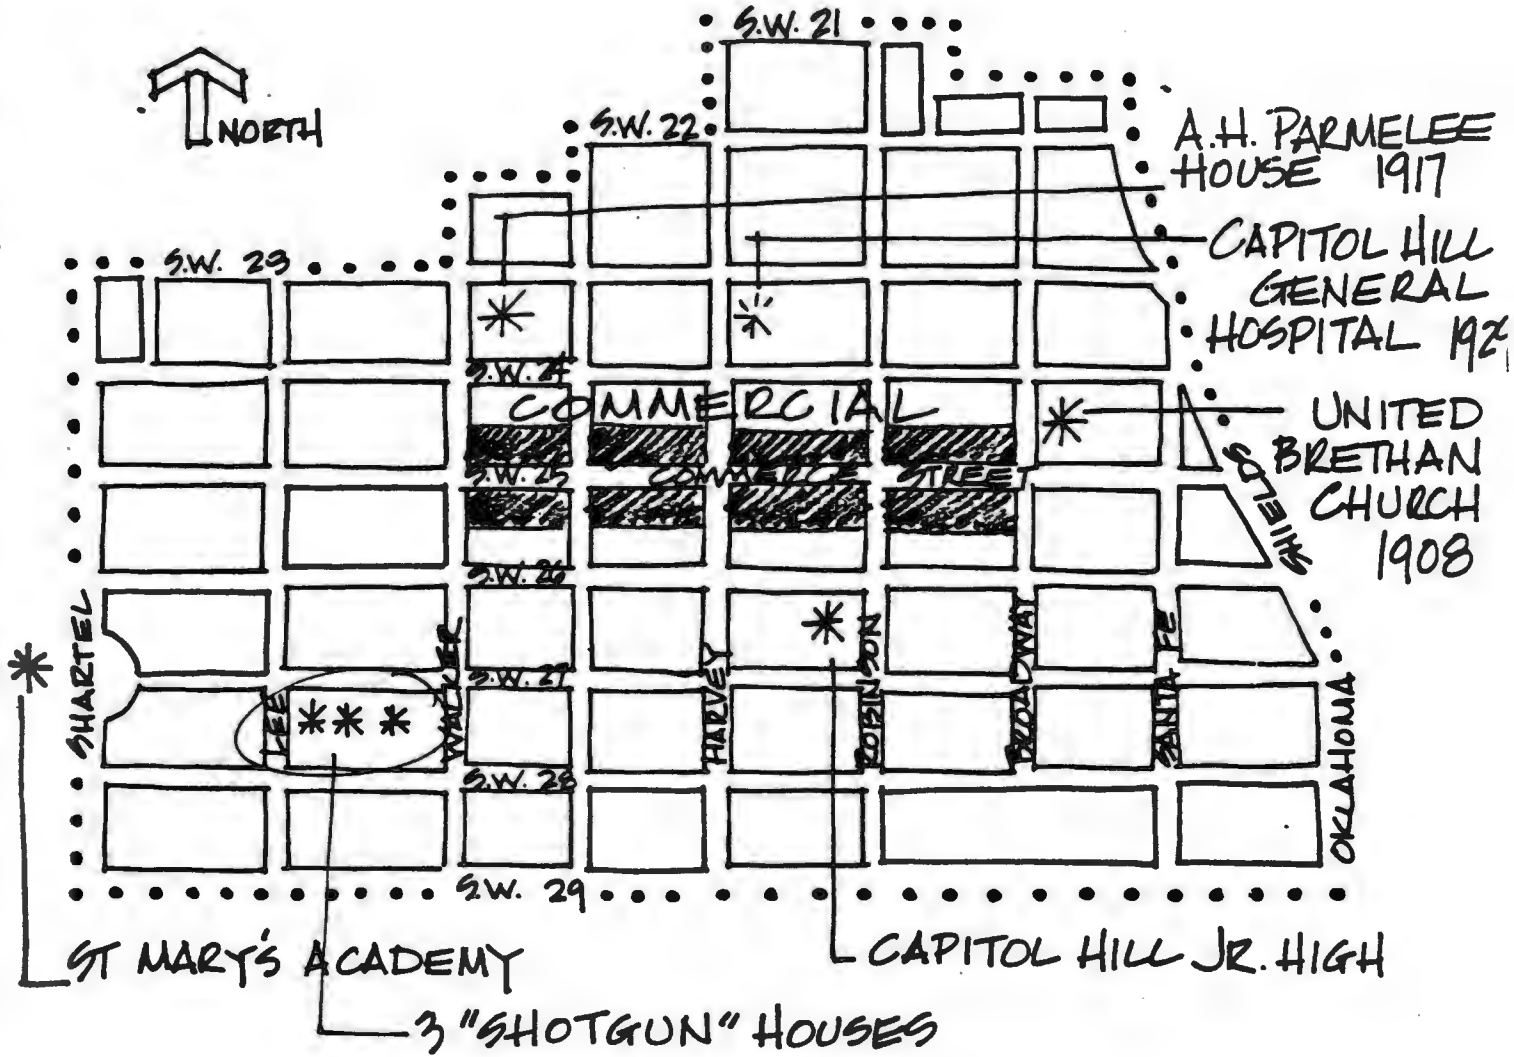 S.W. 21
NORTH
S.W. 22
A.H. PARMELEE
HOUSE 1917
CAPITOL HILL
GENERAL
HOSPITAL
S.W. 23
S.W. 24
COMMERCIAL
UNITED
BRETHAN
CHURCH
1908
S.W. 25
COMMERCE STREET
SHIELDS
S.W. 26
SHARTEL
LEE
WALKER
S.W. 27
HARVEY
ROBINSON
BROADWAY
SANTA FE
OKLAHOMA
S.W. 28
S.W. 29
ST MARY'S ACADEMY
CAPITOL HILL JR. HIGH
3 "SHOTGUN" HOUSES